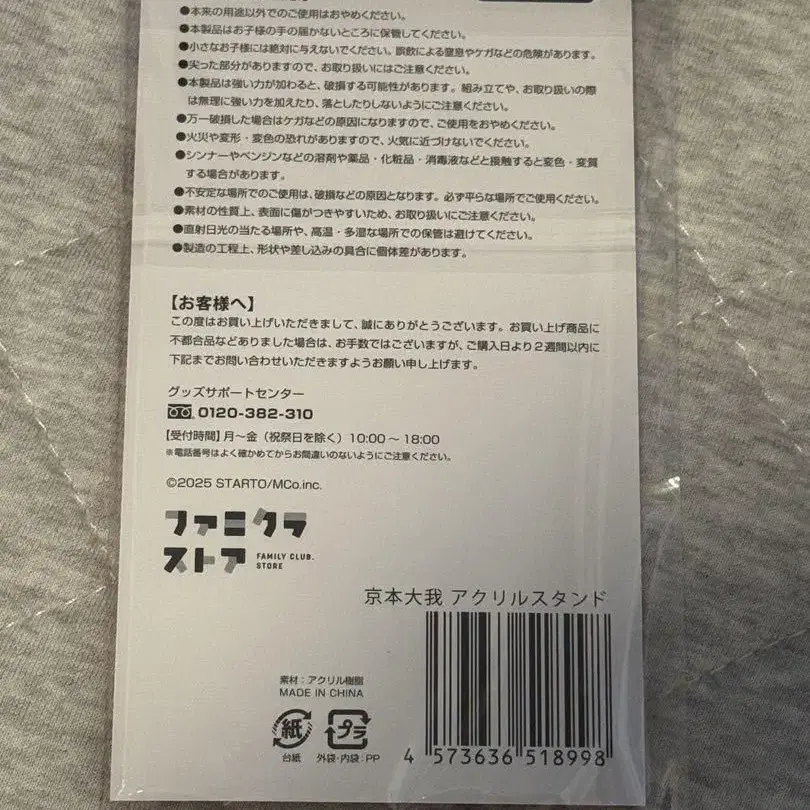 ●本来の用途以外でのご使用はおやめください。
●本製品はお子様の手の届かないところに保管してください。
●小さなお子様には絶対に与えないでください。誤飲による窒息やケガなどの危険があります。
●尖った部分がありますので、お取り扱いにはご注意ください。
●本製品は強い力が加わると、破損する可能性があります。組み立てや、お取り扱いの際
は無理に強い力を加えたり、落としたりしないようにご注意ください。
●万一破損した場合はケガなどの原因になりますので、ご使用をおやめください。
●火災や変形・変色の恐れがありますので、火気に近づけないでください。
●シンナーやベンジンなどの溶剤や薬品・化粧品・消毒液などと接触すると変色・変質
する場合があります。
●不安定な場所でのご使用は、破損などの原因となります。必ず平らな場所でご使用ください。
●素材の性質上、表面に傷がつきやすいため、お取り扱いにご注意ください。
●直射日光の当たる場所や、高温・多湿な場所での保管は避けてください。
●製造の工程上、形状や差し込みの具合に個体差があります。
【お客様へ】
この度はお買い上げいただきまして、誠にありがとうございます。お買い上げ商品に
不都合品などありました場合は、お手数ではございますが、ご購入日より2週間以内に
下記までお問い合わせいただきますようお願い申し上げます。
グッズサポートセンター
0120-382-310
【受付時間】月〜金（祝祭日を除く）10:00〜18:00
※電話番号はよく確かめてからお間違いのないようにご注意ください。
©2025 STARTO/MCo.inc.
ファミクラ
ストア
FAMILY CLUB.
STORE
京本大我 アクリルスタンド
素材：アクリル樹脂
MADE IN CHINA
紙 プラ
台紙 外袋・内袋：PP
4 573636 518998